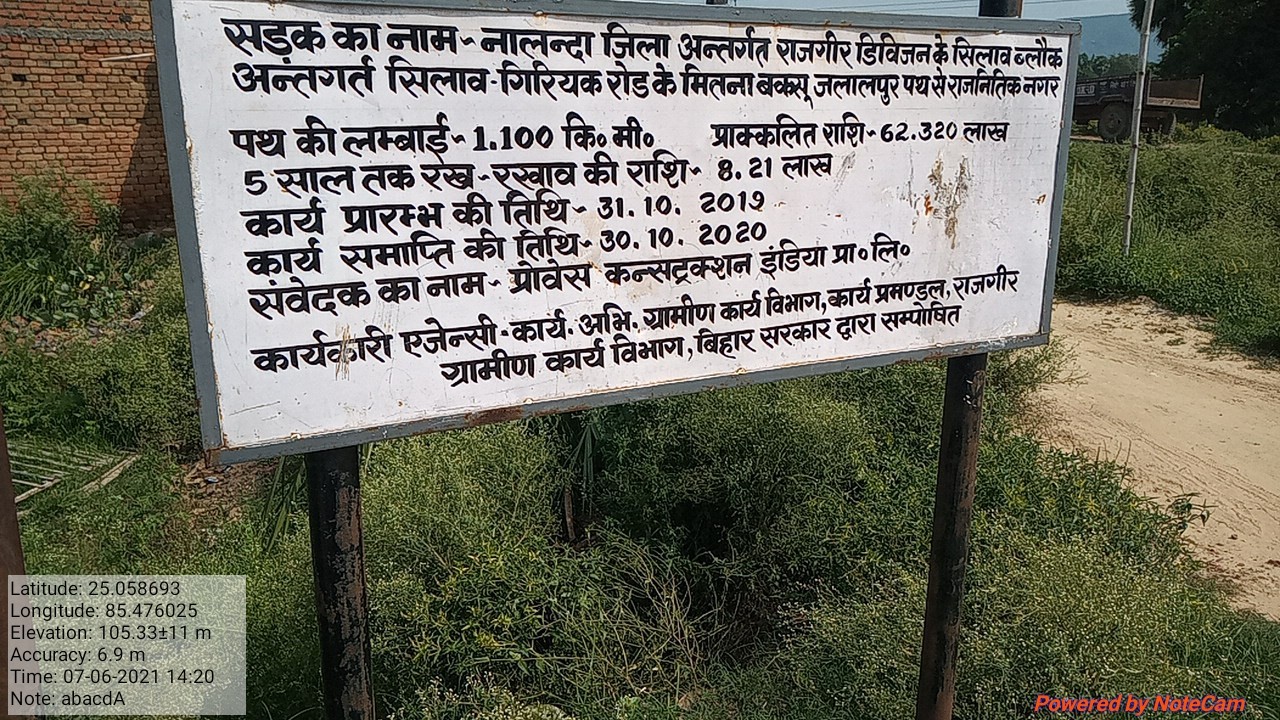 सड़क का नाम - नालन्दा जिला अन्तर्गत राजगीर डिविजन के सिलाव ब्लौक
अन्तगर्त सिलाव-गिरियक रोड के मितना बकसू जलालपुर पथ से राजनितिक नगर
पथ की लम्बाई - 1.100 कि० मी० प्राक्कलित राशि - 62.320 लाख
5 साल तक रख-रखाव की राशि - 8.21 लाख
कार्य प्रारम्भ की तिथि - 31.10. 2019
कार्य समाप्ति की तिथि - 30.10. 2020
संवेदक का नाम - प्रोवेस कन्सट्रक्शन इंडिया प्रा० लि०
कार्यकारी एजेन्सी - कार्य. अभि. ग्रामीण कार्य विभाग, कार्य प्रमण्डल, राजगीर
ग्रामीण कार्य विभाग, बिहार सरकार द्वारा सम्पोषित
Latitude: 25.058693
Longitude: 85.476025
Elevation: 105.33±11 m
Accuracy: 6.9 m
Time: 07-06-2021 14:20
Note: abacdA
Powered by NoteCam